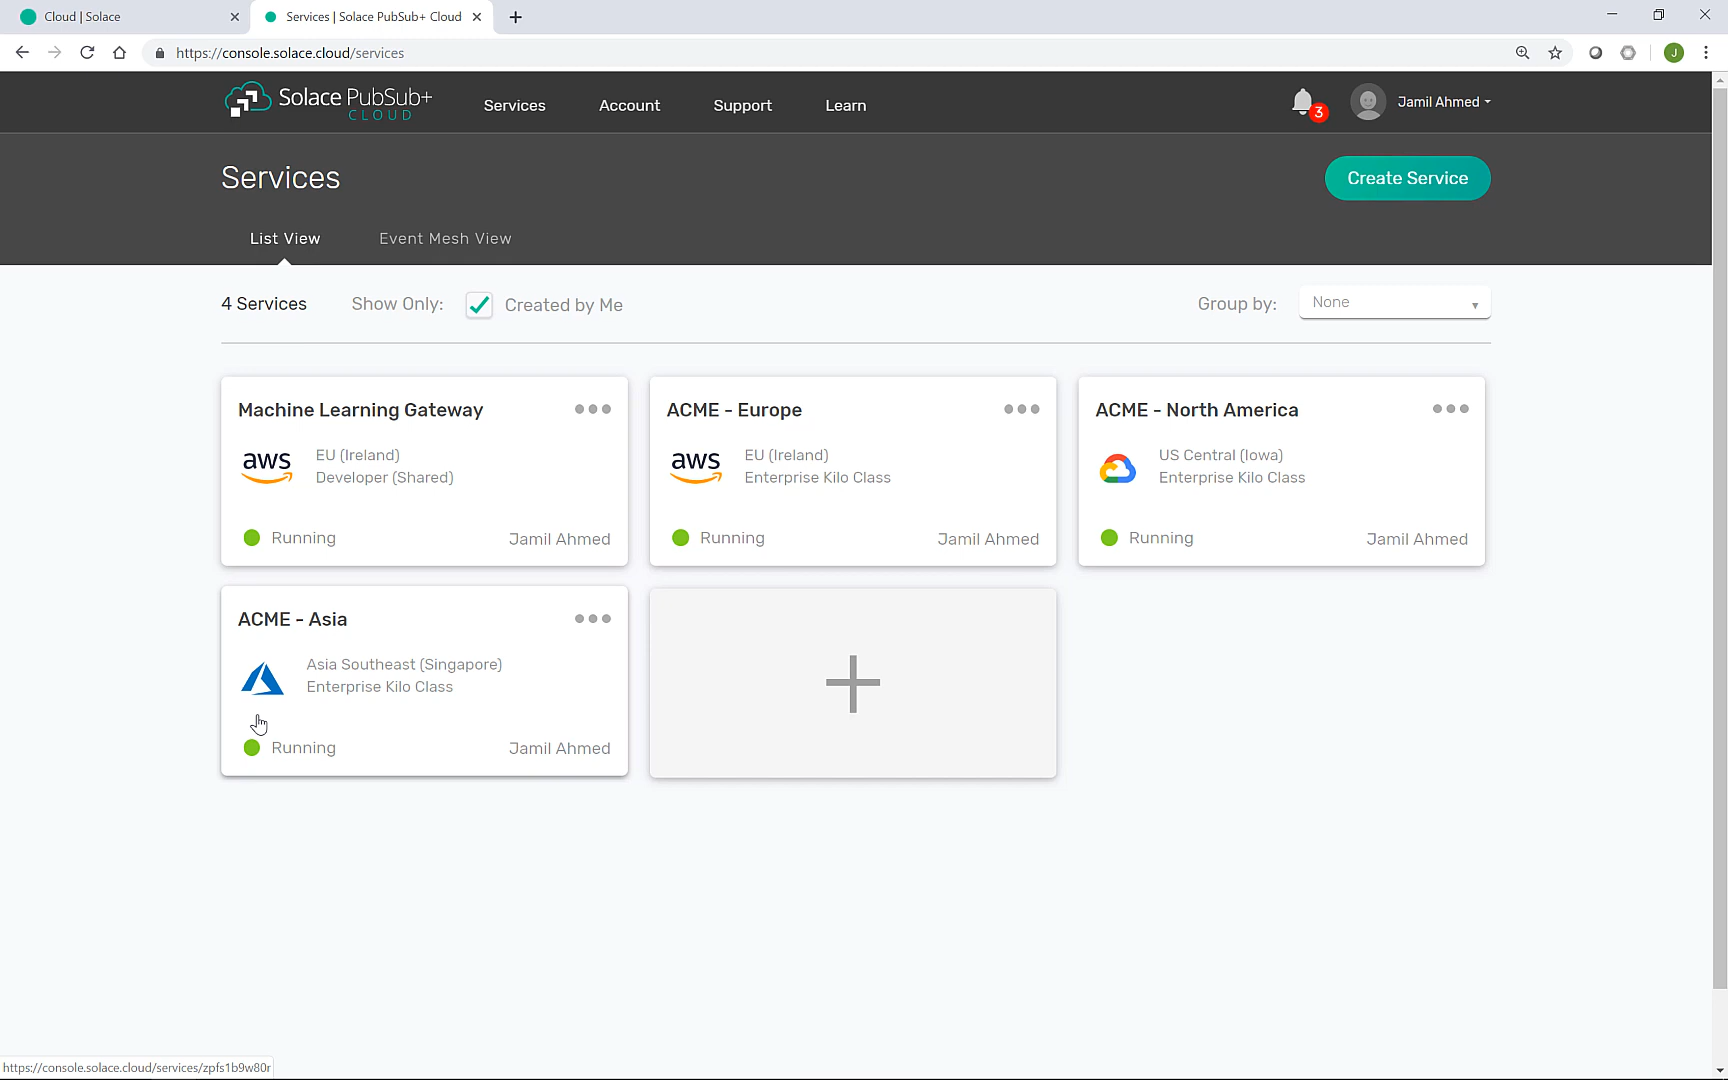 Cloud | Solace
Services | Solace PubSub+ Cloud
https://console.solace.cloud/services
J
Solace PubSub+
CLOUD
Services
Account
Support
Learn
3
Jamil Ahmed
Services
Create Service
List View
Event Mesh View
4 Services
Show Only:
Created by Me
Group by:
None
Machine Learning Gateway
aws
EU (Ireland)
Developer (Shared)
Running
Jamil Ahmed
ACME - Europe
aws
EU (Ireland)
Enterprise Kilo Class
Running
Jamil Ahmed
ACME - North America
US Central (Iowa)
Enterprise Kilo Class
Running
Jamil Ahmed
ACME - Asia
Asia Southeast (Singapore)
Enterprise Kilo Class
Running
Jamil Ahmed
https://console.solace.cloud/services/zpfs1b9w80r